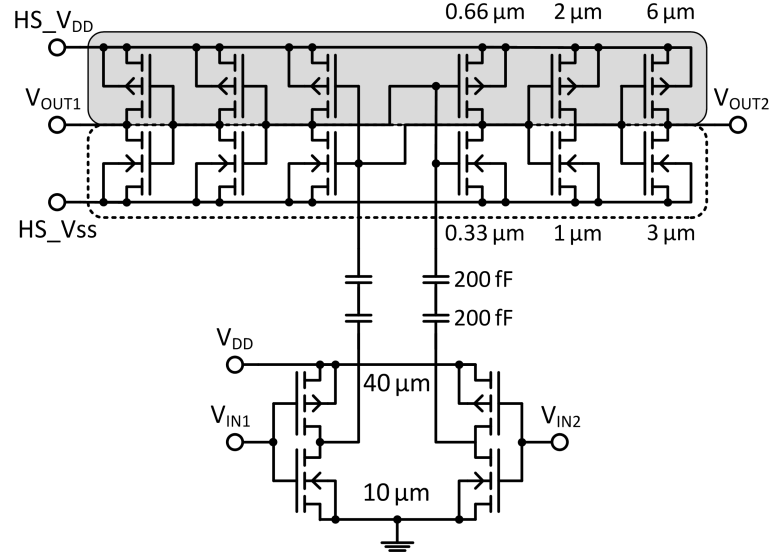 0.66 µm 2 µm 6 µm
HS_VDD
VOUT1
VOUT2
HS_Vss
0.33 µm 1 µm 3 µm
200 fF
200 fF
VDD
40 µm
VIN1
VIN2
10 µm